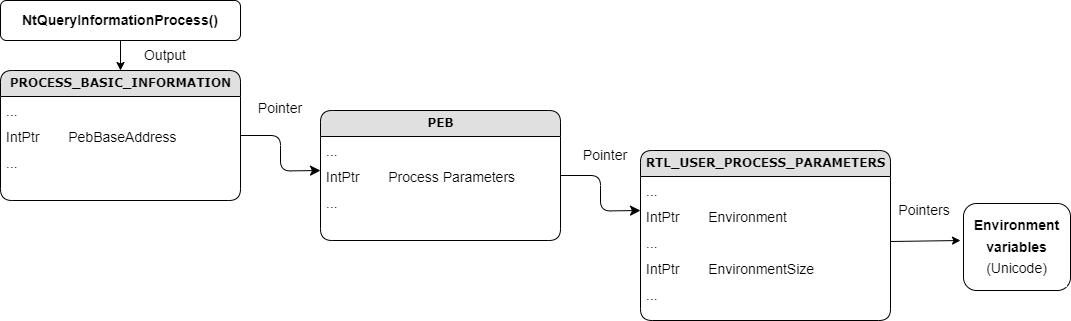 NtQueryInformationProcess()
Output
PROCESS_BASIC_INFORMATION
...
IntPtr PebBaseAddress
...
Pointer
PEB
...
IntPtr Process Parameters
...
Pointer
RTL_USER_PROCESS_PARAMETERS
...
IntPtr Environment
...
IntPtr EnvironmentSize
...
Pointers
Environment
variables
(Unicode)